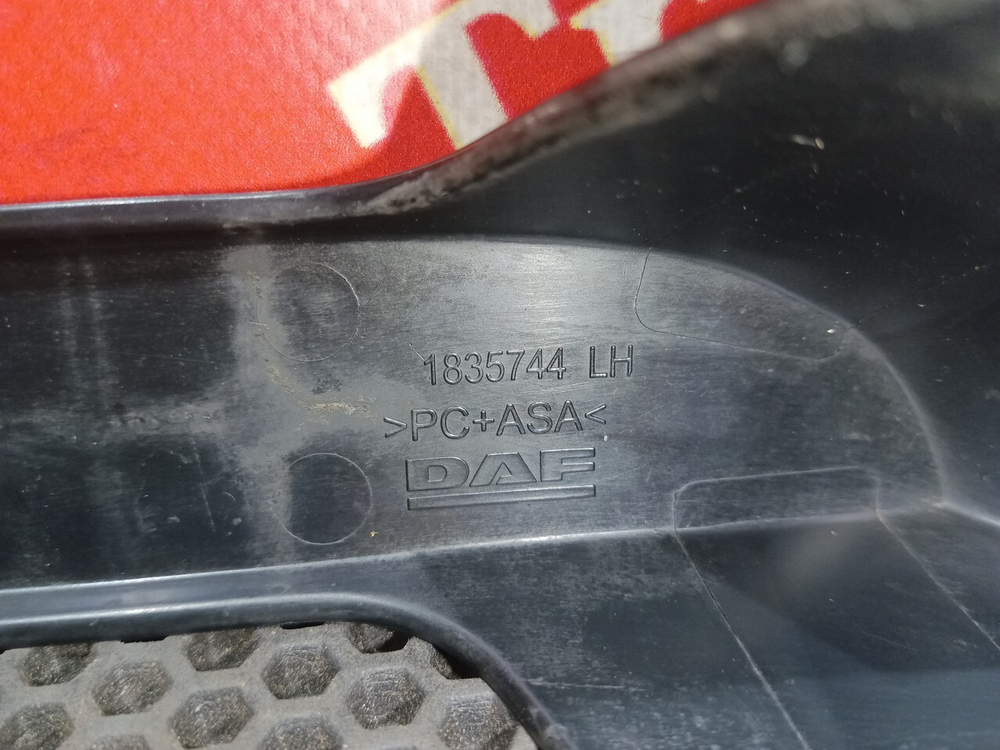 1835744 LH
>PC+ASA<
DAF